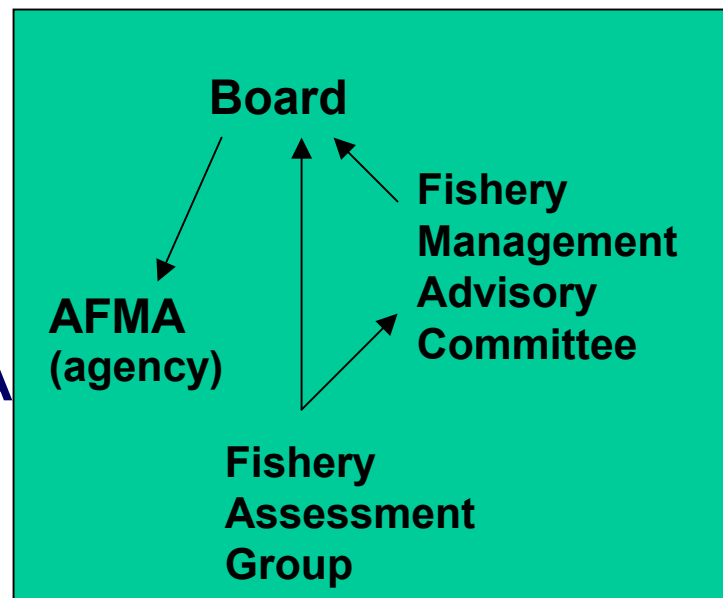 Board
Fishery
Management
Advisory
Committee
AFMA
(agency)
A
Fishery
Assessment
Group